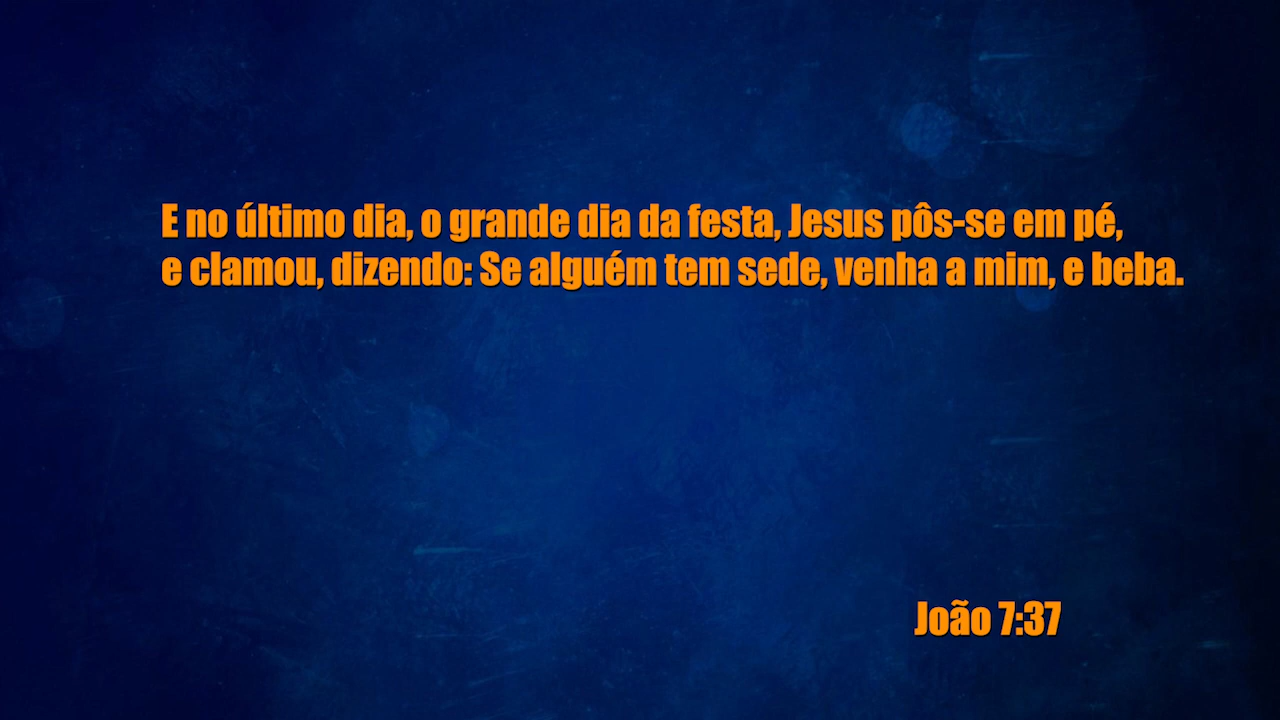 E no último dia, o grande dia da festa, Jesus pôs-se em pé,
e clamou, dizendo: Se alguém tem sede, venha a mim, e beba.
João 7:37